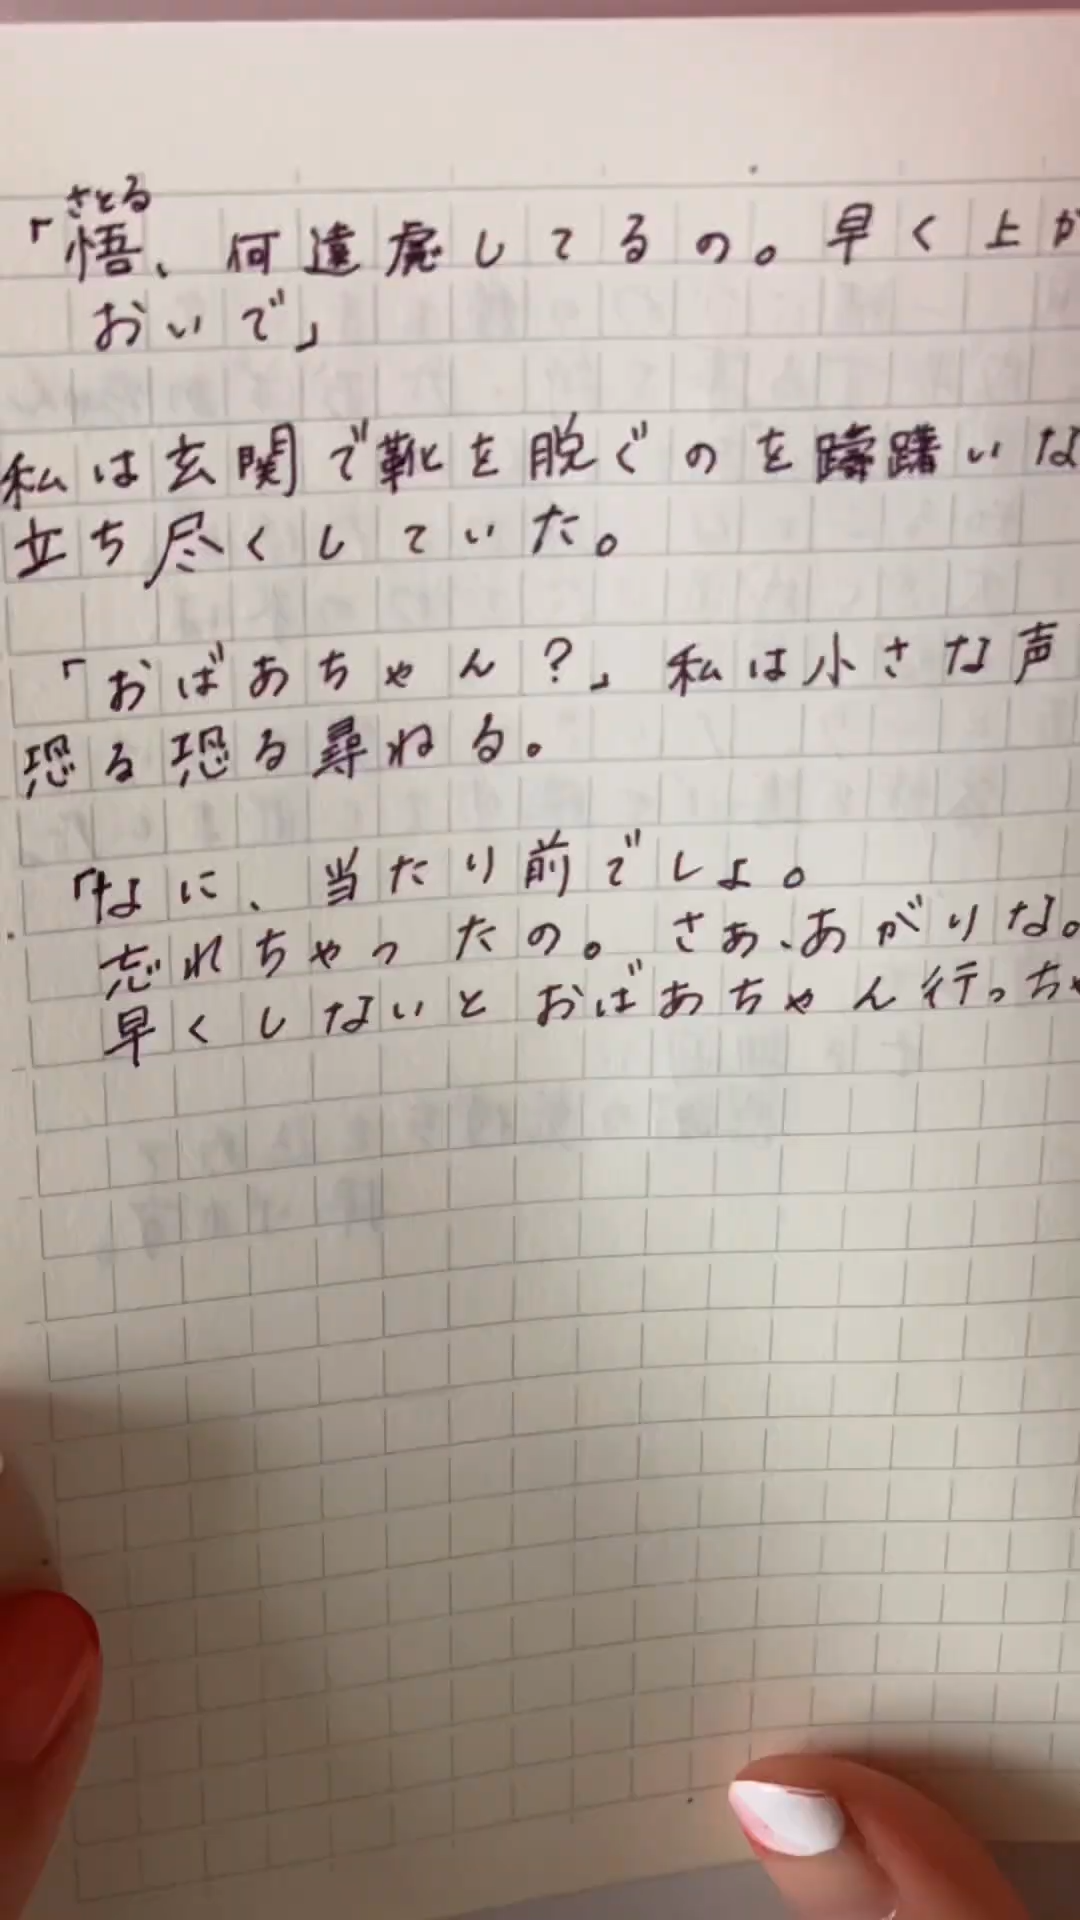 さとる
「悟、何遠慮してるの。早く上が
おいで」
私は玄関で靴を脱ぐのを躊躇いな
立ち尽くしていた。
「おばあちゃん?」私は小さな声
恐る恐る尋ねる。
「なに、当たり前でしょ。
忘れちゃったの。さぁ、あがりな。
早くしないとおばあちゃん行っちゃ